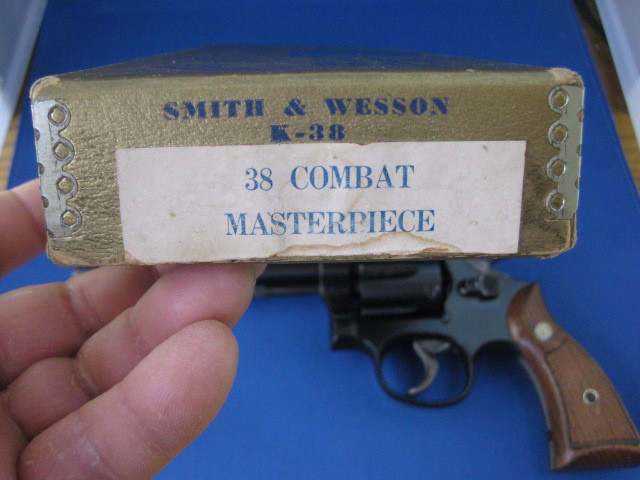 SMITH & WESSON
K-38
38 COMBAT
MASTERPIECE